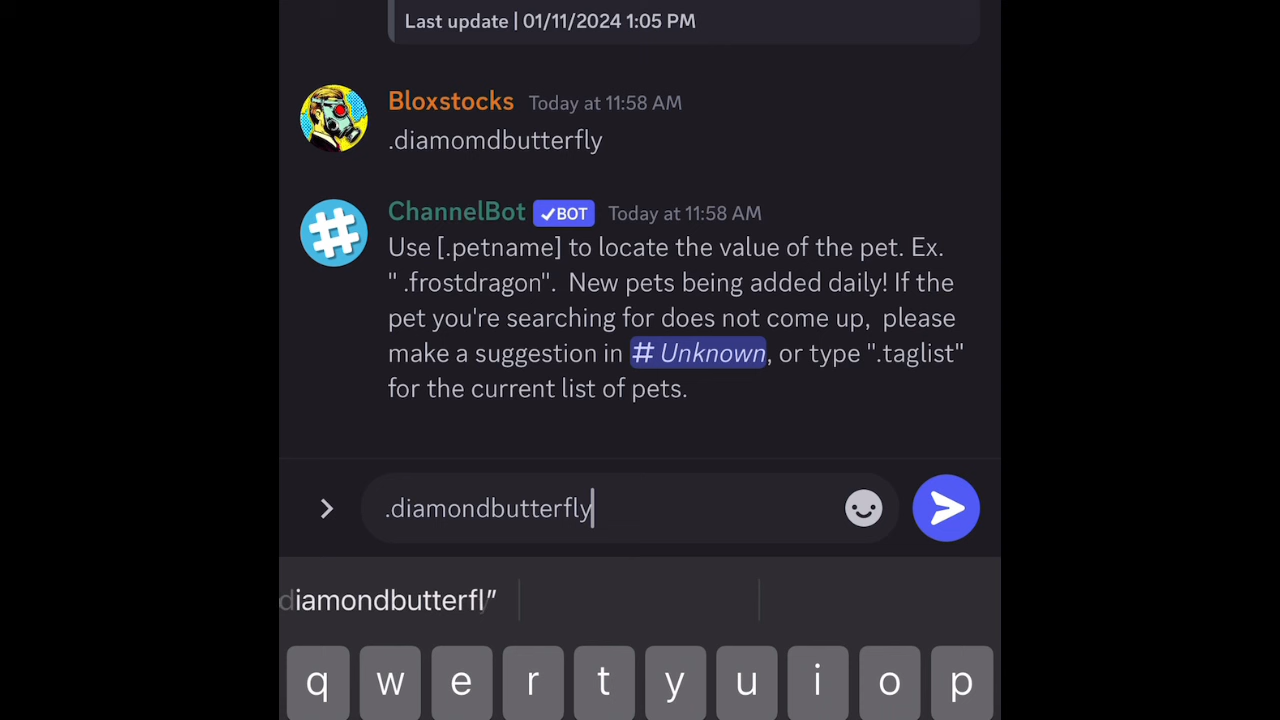 Last update | 01/11/2024 1:05 PM
Bloxstocks Today at 11:58 AM
.diamomdbutterfly
ChannelBot ✓BOT Today at 11:58 AM
Use [.petname] to locate the value of the pet. Ex.
" .frostdragon".  New pets being added daily! If the
pet you're searching for does not come up,  please
make a suggestion in # Unknown, or type ".taglist"
for the current list of pets.
.diamondbutterfly
diamondbutterfl"
q w e r t y u i o p